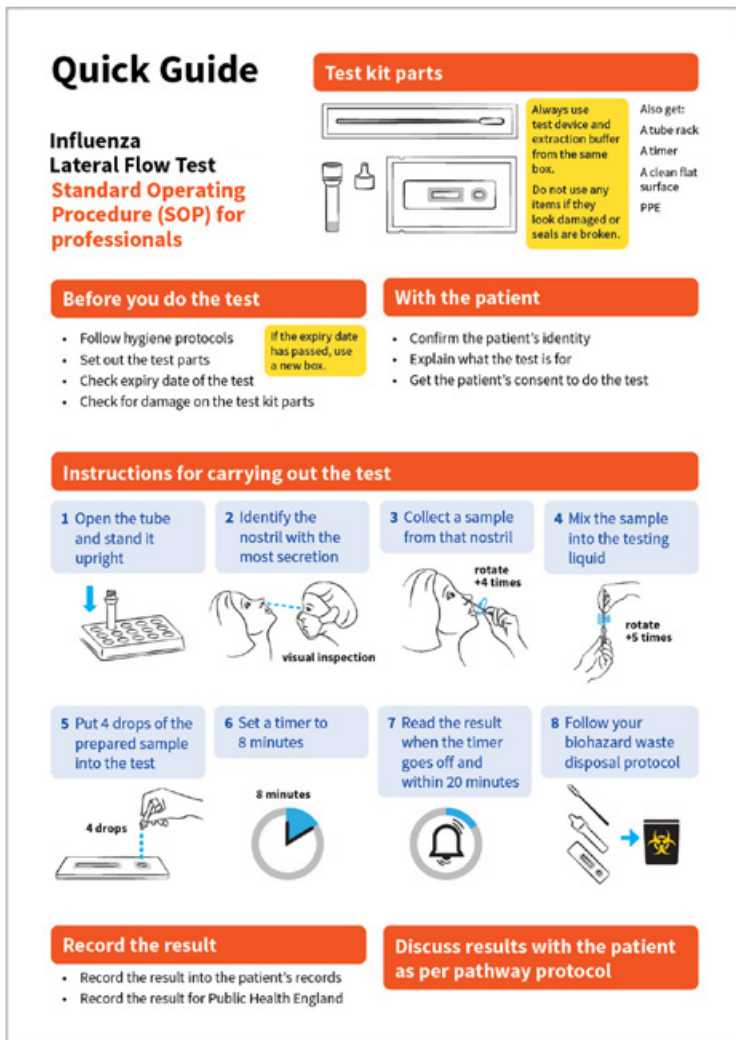 Quick Guide
Influenza
Lateral Flow Test
Standard Operating
Procedure (SOP) for
professionals
Test kit parts
Always use
test device and
extraction buffer
from the same
box.
Do not use any
items if they
look damaged or
seals are broken.
Also get:
A tube rack
A timer
A clean flat
surface
PPE
Before you do the test
• Follow hygiene protocols
• Set out the test parts
• Check expiry date of the test
• Check for damage on the test kit parts
If the expiry date
has passed, use
a new box.
With the patient
• Confirm the patient's identity
• Explain what the test is for
• Get the patient's consent to do the test
Instructions for carrying out the test
1 Open the tube
and stand it
upright
2 Identify the
nostril with the
most secretion
visual inspection
3 Collect a sample
from that nostril
rotate
+4 times
4 Mix the sample
into the testing
liquid
rotate
+5 times
5 Put 4 drops of the
prepared sample
into the test
4 drops
6 Set a timer to
8 minutes
8 minutes
7 Read the result
when the timer
goes off and
within 20 minutes
8 Follow your
biohazard waste
disposal protocol
Record the result
• Record the result into the patient's records
• Record the result for Public Health England
Discuss results with the patient
as per pathway protocol